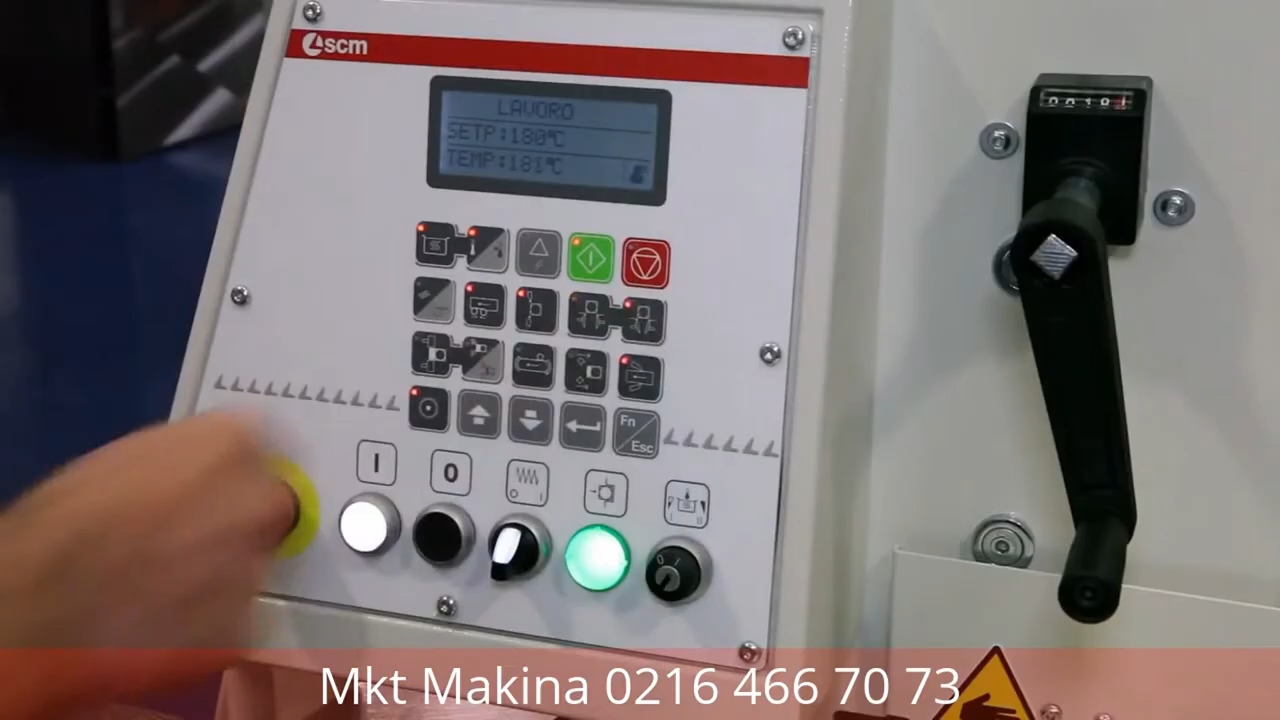 scm
LAVORO
SETP:180°C
TEMP:181°C
Fn
Esc
I
0
Mkt Makina 0216 466 70 73